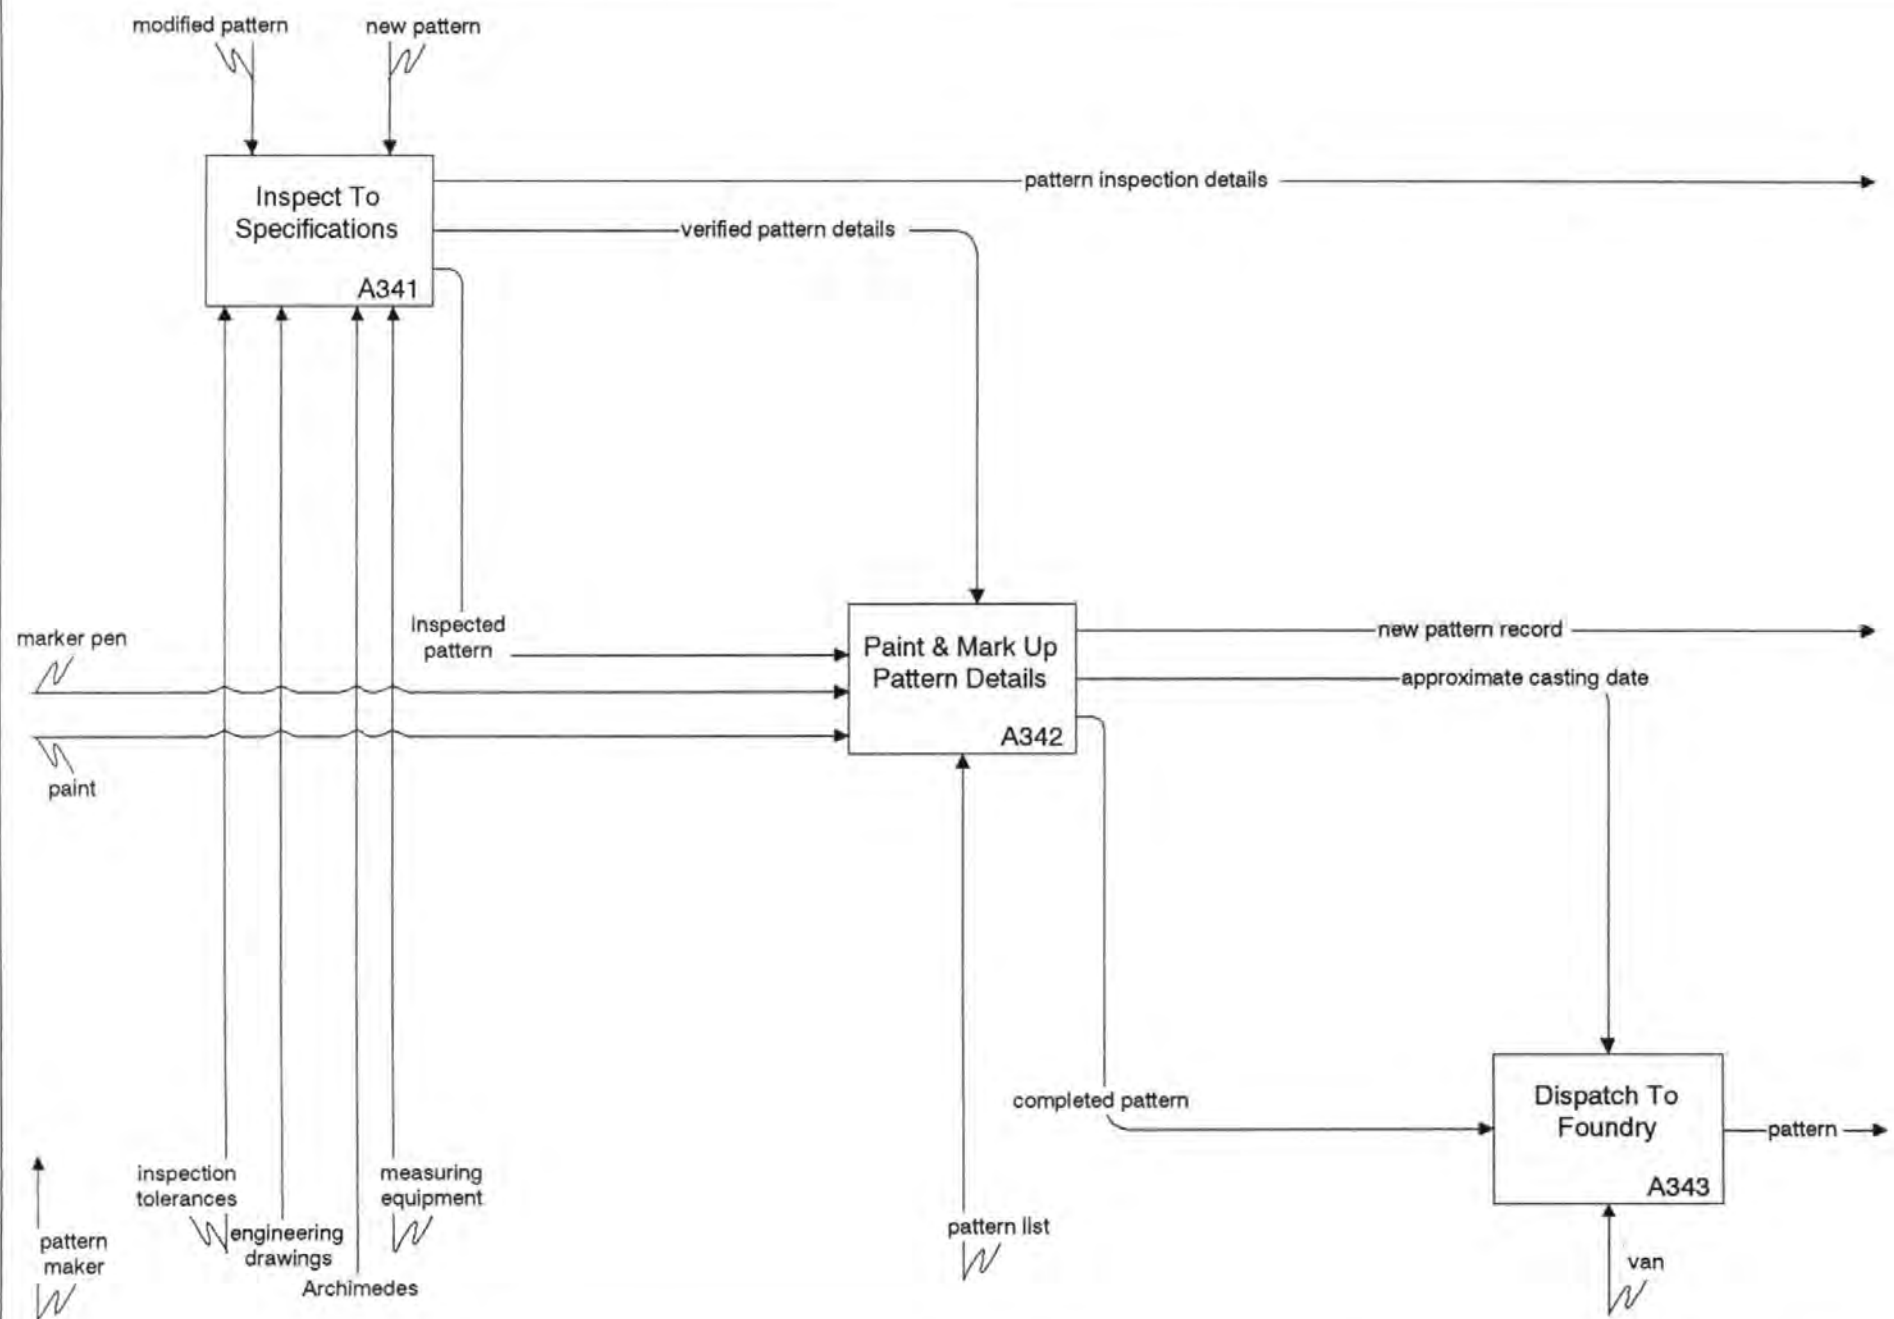 modified pattern
new pattern
Inspect To
Specifications
A341
pattern inspection details
verified pattern details
marker pen
inspected
pattern
paint
Paint & Mark Up
Pattern Details
A342
new pattern record
approximate casting date
completed pattern
Dispatch To
Foundry
A343
pattern
inspection
tolerances
measuring
equipment
engineering
drawings
Archimedes
pattern
maker
pattern list
van